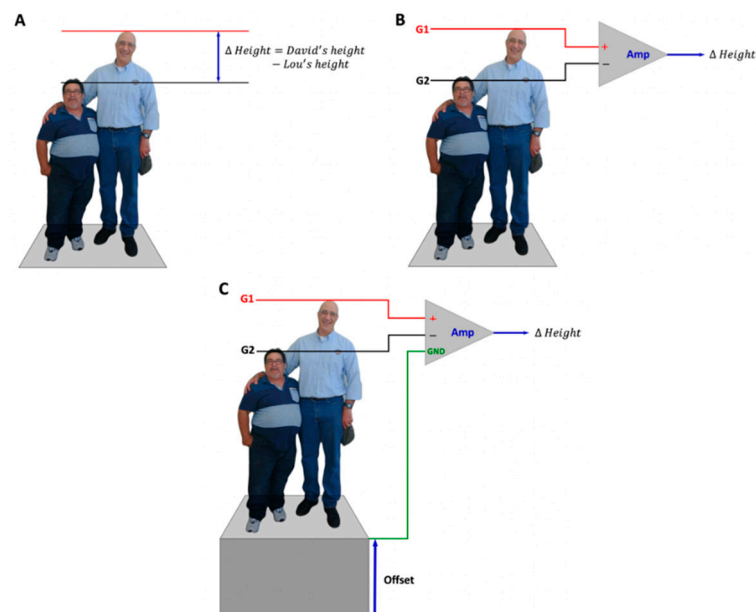 A
Δ Height = David's height
− Lou's height
B
G1
G2
+
−
Amp
Δ Height
C
G1
G2
+
−
GND
Amp
Δ Height
Offset